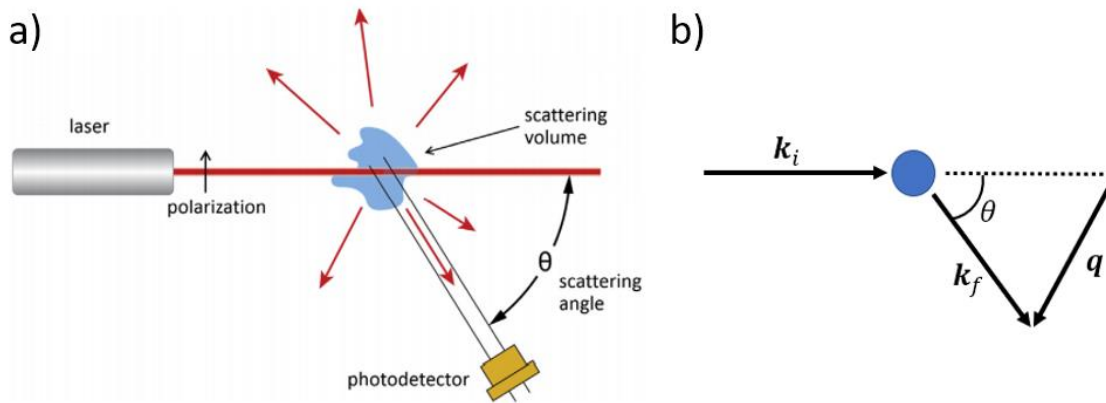 a)
laser
polarization
scattering
volume
θ
scattering
angle
photodetector
b)
k_i
θ
k_f
q